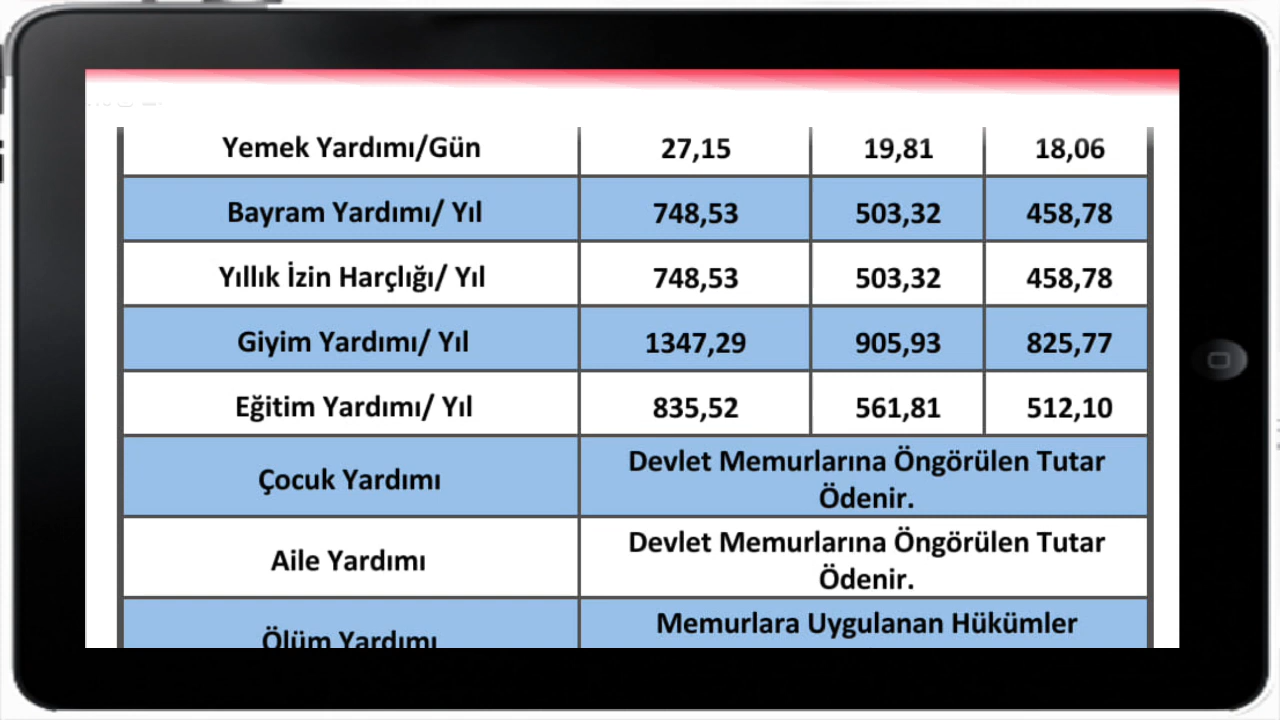 Yemek Yardımı/Gün 27,15 19,81 18,06
Bayram Yardımı/ Yıl 748,53 503,32 458,78
Yıllık İzin Harçlığı/ Yıl 748,53 503,32 458,78
Giyim Yardımı/ Yıl 1347,29 905,93 825,77
Eğitim Yardımı/ Yıl 835,52 561,81 512,10
Çocuk Yardımı Devlet Memurlarına Öngörülen Tutar
Ödenir.
Aile Yardımı Devlet Memurlarına Öngörülen Tutar
Ödenir.
Ölüm Yardımı Memurlara Uygulanan Hükümler